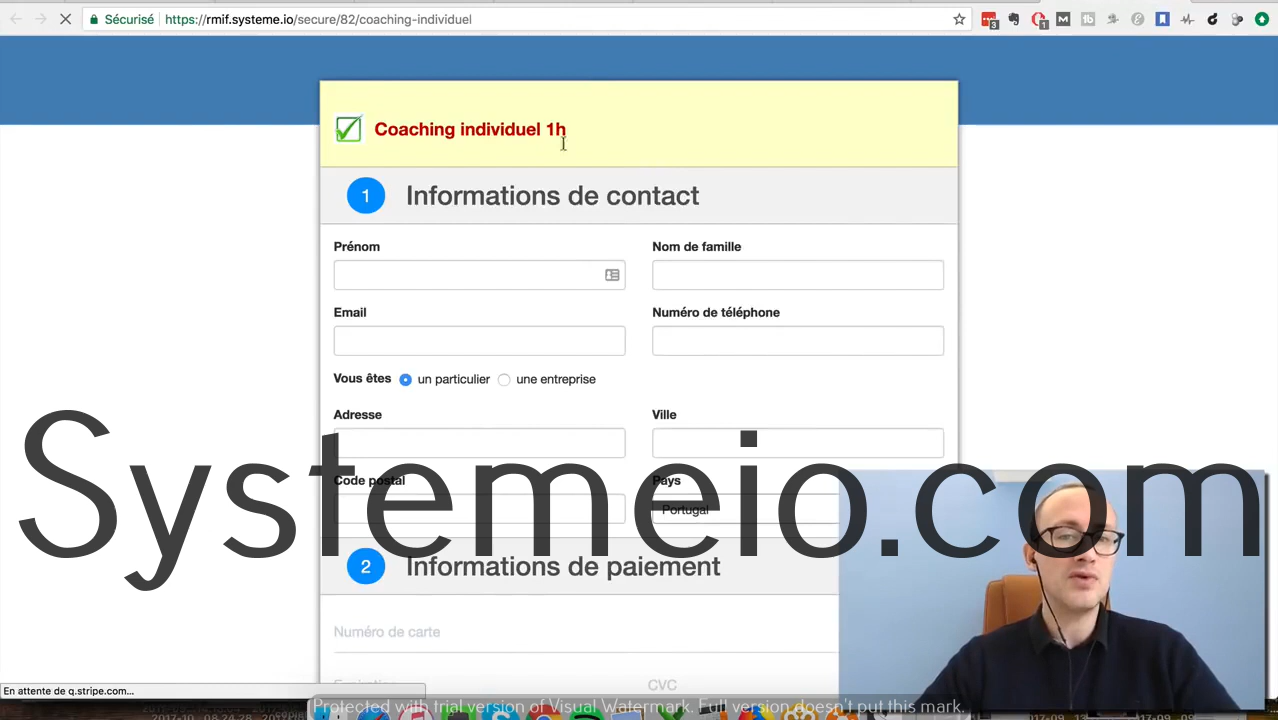 Sécurisé https://rmif.systeme.io/secure/82/coaching-individuel
3 1 M tb
Coaching individuel 1h
1 Informations de contact
Prénom Nom de famille
Email Numéro de téléphone
Vous êtes un particulier une entreprise
Adresse Ville
Code postal Pays
Portugal
Systemeio.com
2 Informations de paiement
Numéro de carte
CVC
En attente de q.stripe.com...
Protected with trial version of Visual Watermark. Full version doesn't put this mark.